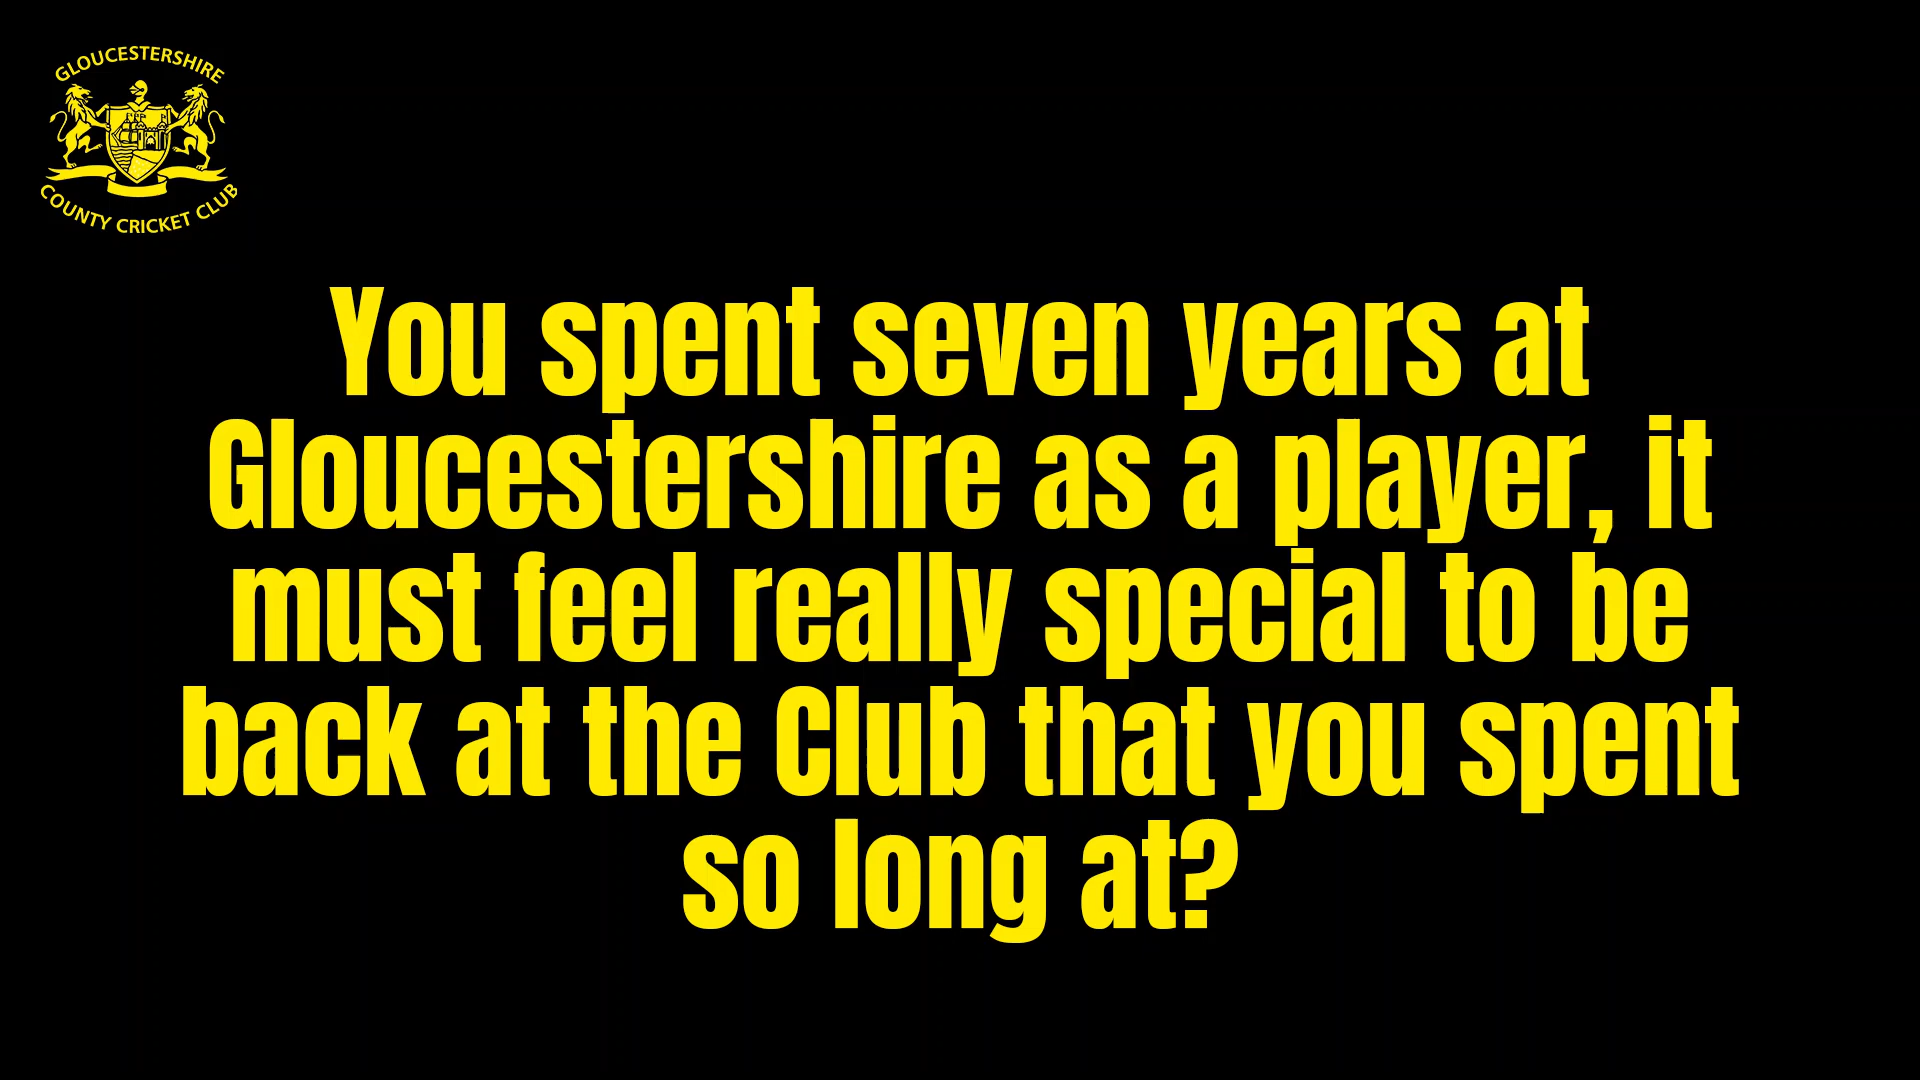 GLOUCESTERSHIRE
COUNTY CRICKET CLUB
You spent seven years at
Gloucestershire as a player, it
must feel really special to be
back at the Club that you spent
so long at?